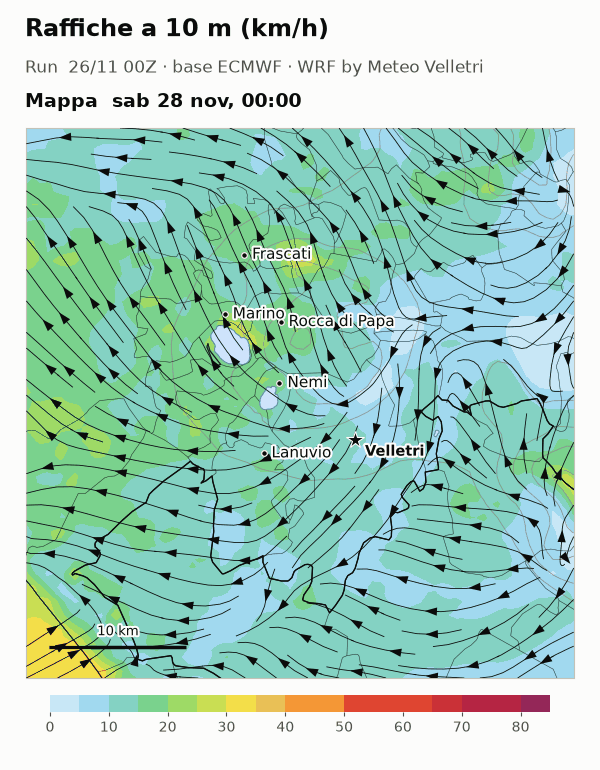 Raffiche a 10 m (km/h)
Run 26/11 00Z · base ECMWF · WRF by Meteo Velletri
Mappa sab 28 nov, 00:00
Frascati
Marino
Rocca di Papa
Nemi
Velletri
Lanuvio
10 km
0 10 20 30 40 50 60 70 80